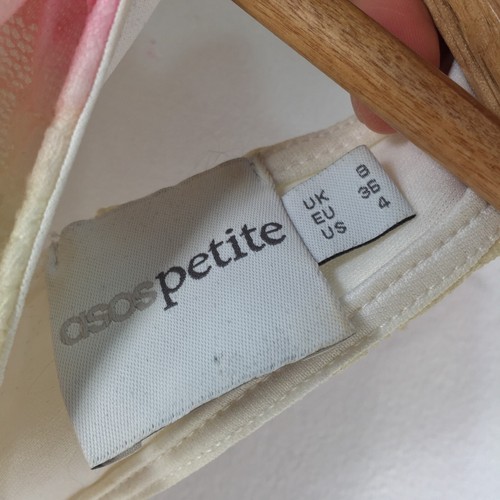 asospetite
UK 8
EU 36
US 4